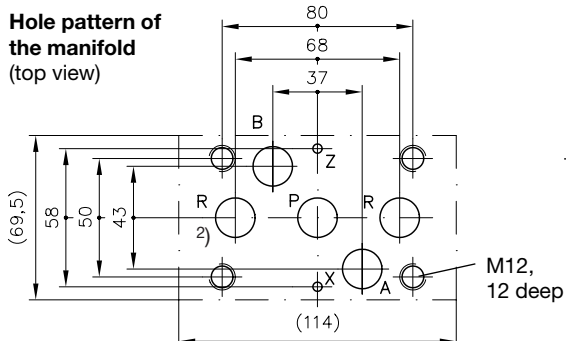 Hole pattern of
the manifold
(top view)
80
68
37
B
Z
R
P
R
2)
(69,5)
58
50
43
X
A
M12,
12 deep
(114)